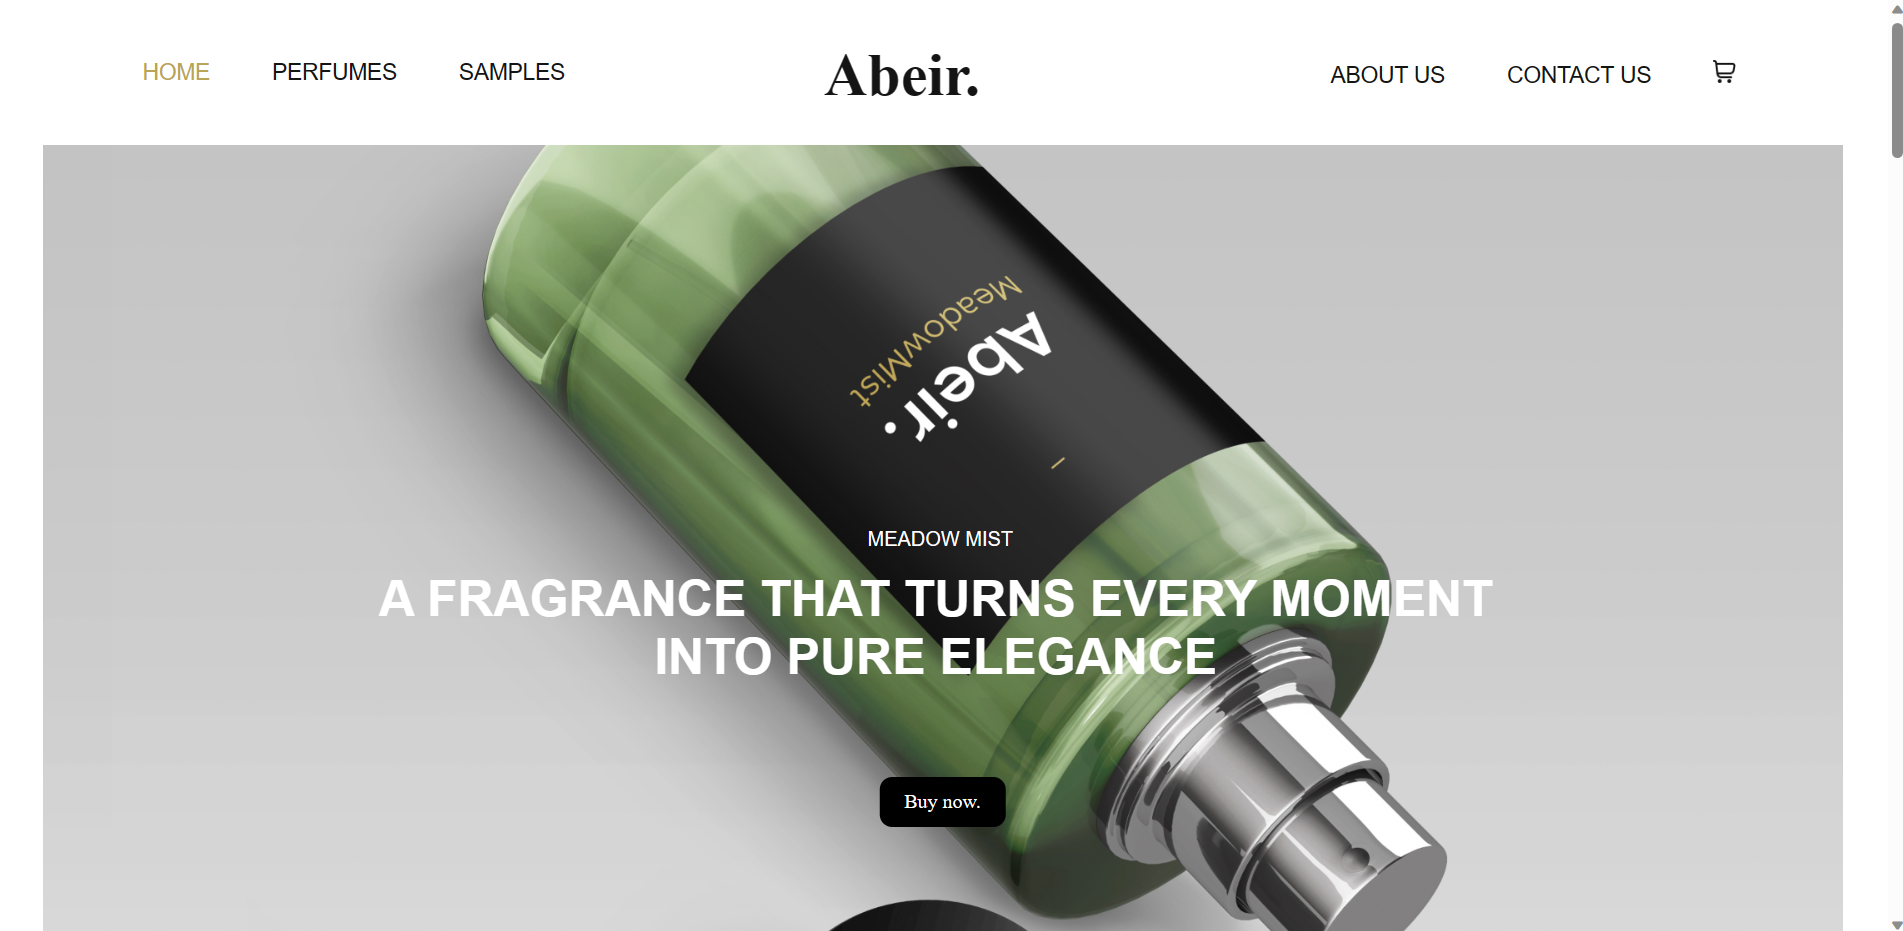 HOME PERFUMES SAMPLES Abeir. ABOUT US CONTACT US
MeadowMist
Abeir.
MEADOW MIST
A FRAGRANCE THAT TURNS EVERY MOMENT
INTO PURE ELEGANCE
Buy now.